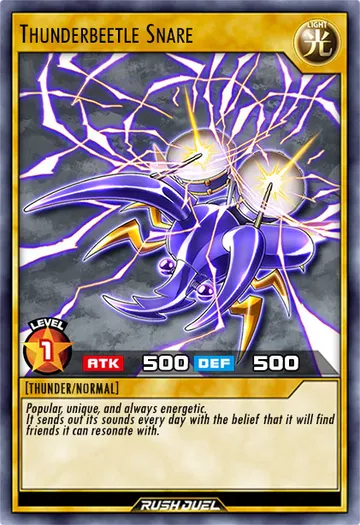 Thunderbeetle Snare
LIGHT
光
LEVEL
1
ATK 500 DEF 500
[THUNDER/NORMAL]
Popular, unique, and always energetic.
It sends out its sounds every day with the belief that it will find
friends it can resonate with.
RUSH DUEL